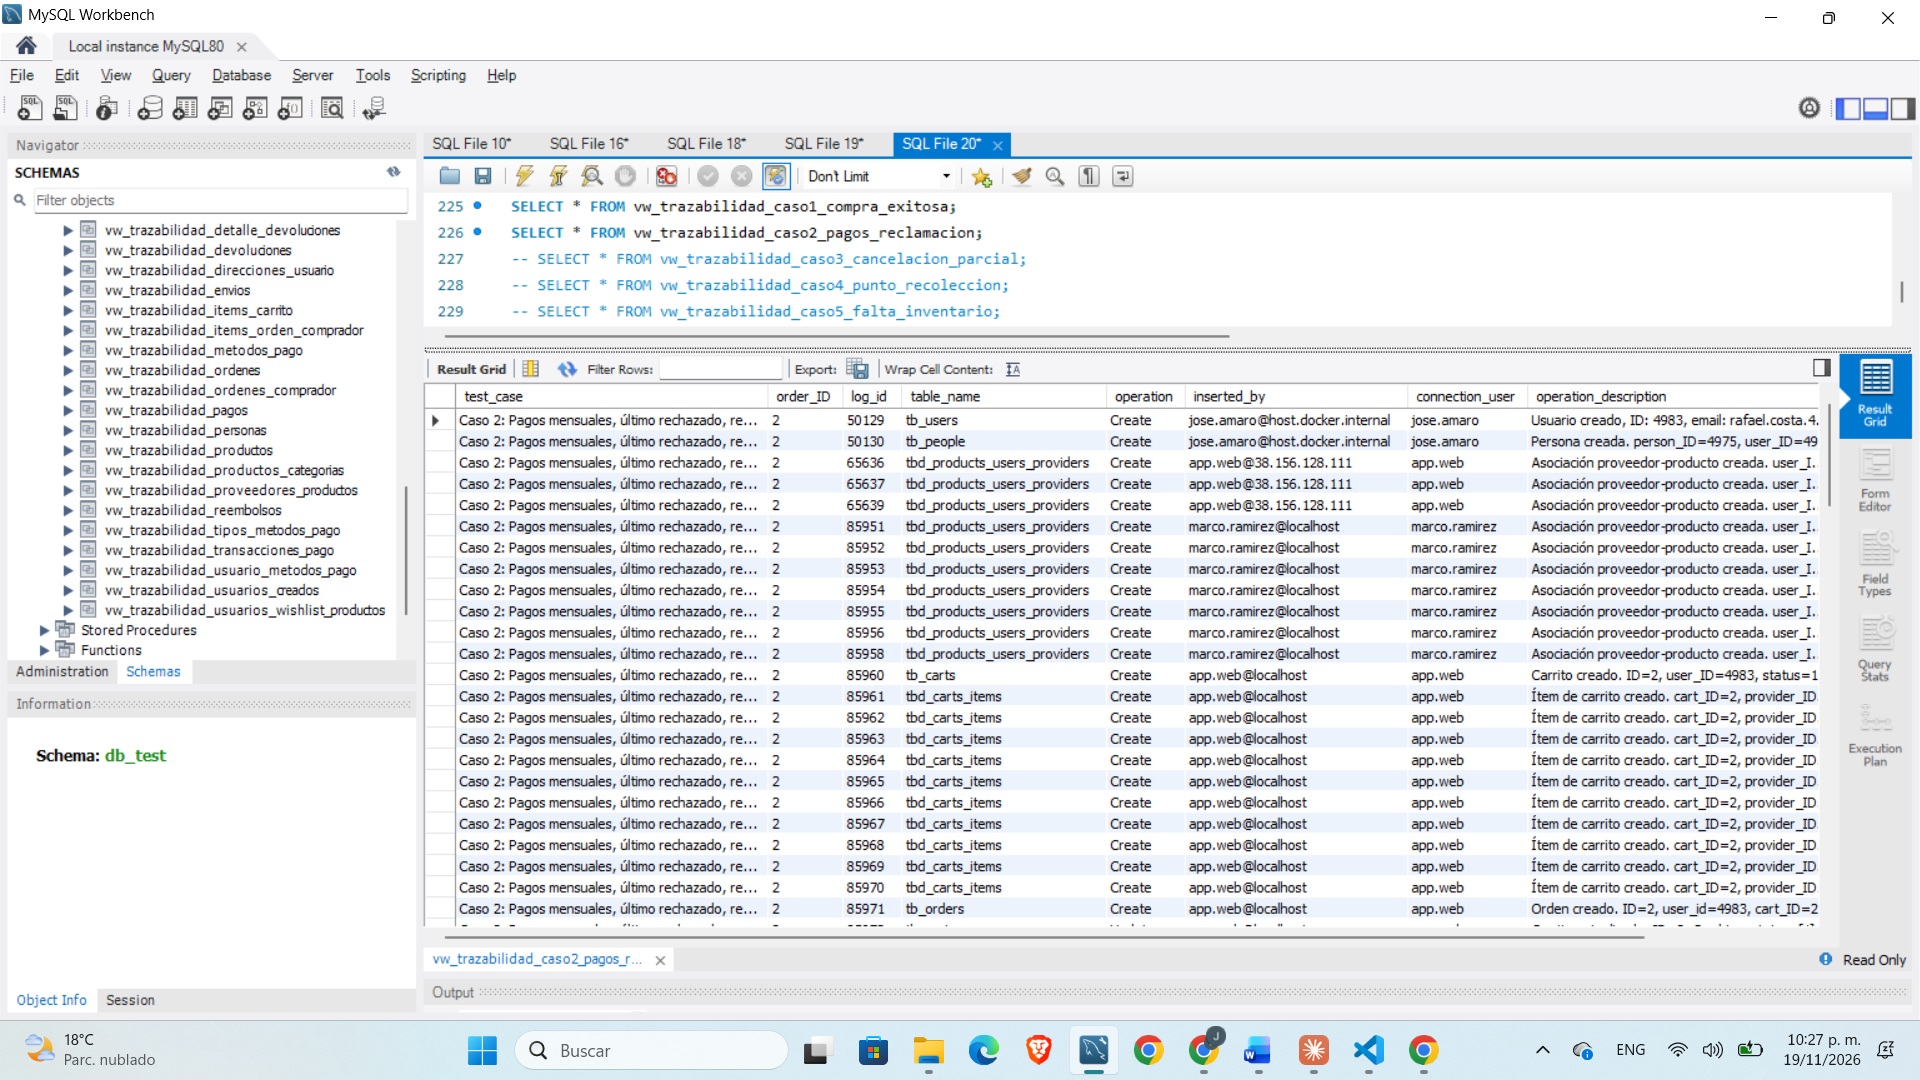 MySQL Workbench
Local instance MySQL80
File Edit View Query Database Server Tools Scripting Help
Navigator
SCHEMAS
Filter objects
vw_trazabilidad_detalle_devoluciones
vw_trazabilidad_devoluciones
vw_trazabilidad_direcciones_usuario
vw_trazabilidad_envios
vw_trazabilidad_items_carrito
vw_trazabilidad_items_orden_comprador
vw_trazabilidad_metodos_pago
vw_trazabilidad_ordenes
vw_trazabilidad_ordenes_comprador
vw_trazabilidad_pagos
vw_trazabilidad_personas
vw_trazabilidad_productos
vw_trazabilidad_productos_categorias
vw_trazabilidad_proveedores_productos
vw_trazabilidad_reembolsos
vw_trazabilidad_tipos_metodos_pago
vw_trazabilidad_transacciones_pago
vw_trazabilidad_usuario_metodos_pago
vw_trazabilidad_usuarios_creados
vw_trazabilidad_usuarios_wishlist_productos
Stored Procedures
Functions
Administration Schemas
Information
Schema: db_test
Object Info Session
SQL File 10* SQL File 16* SQL File 18* SQL File 19* SQL File 20*
Don't Limit
225 SELECT * FROM vw_trazabilidad_caso1_compra_exitosa;
226 SELECT * FROM vw_trazabilidad_caso2_pagos_reclamacion;
227 -- SELECT * FROM vw_trazabilidad_caso3_cancelacion_parcial;
228 -- SELECT * FROM vw_trazabilidad_caso4_punto_recoleccion;
229 -- SELECT * FROM vw_trazabilidad_caso5_falta_inventario;
Result Grid Filter Rows: Export: Wrap Cell Content:
test_case order_ID log_id table_name operation inserted_by connection_user operation_description
Caso 2: Pagos mensuales, último rechazado, re... 2 50129 tb_users Create jose.amaro@host.docker.internal jose.amaro Usuario creado, ID: 4983, email: rafael.costa.4.
Caso 2: Pagos mensuales, último rechazado, re... 2 50130 tb_people Create jose.amaro@host.docker.internal jose.amaro Persona creada. person_ID=4975, user_ID=49
Caso 2: Pagos mensuales, último rechazado, re... 2 65636 tbd_products_users_providers Create app.web@38.156.128.111 app.web Asociación proveedor-producto creada. user_I..
Caso 2: Pagos mensuales, último rechazado, re... 2 65637 tbd_products_users_providers Create app.web@38.156.128.111 app.web Asociación proveedor-producto creada. user_I..
Caso 2: Pagos mensuales, último rechazado, re... 2 65639 tbd_products_users_providers Create app.web@38.156.128.111 app.web Asociación proveedor-producto creada. user_I..
Caso 2: Pagos mensuales, último rechazado, re... 2 85951 tbd_products_users_providers Create marco.ramirez@localhost marco.ramirez Asociación proveedor-producto creada. user_I..
Caso 2: Pagos mensuales, último rechazado, re... 2 85952 tbd_products_users_providers Create marco.ramirez@localhost marco.ramirez Asociación proveedor-producto creada. user_I..
Caso 2: Pagos mensuales, último rechazado, re... 2 85953 tbd_products_users_providers Create marco.ramirez@localhost marco.ramirez Asociación proveedor-producto creada. user_I..
Caso 2: Pagos mensuales, último rechazado, re... 2 85954 tbd_products_users_providers Create marco.ramirez@localhost marco.ramirez Asociación proveedor-producto creada. user_I..
Caso 2: Pagos mensuales, último rechazado, re... 2 85955 tbd_products_users_providers Create marco.ramirez@localhost marco.ramirez Asociación proveedor-producto creada. user_I..
Caso 2: Pagos mensuales, último rechazado, re... 2 85956 tbd_products_users_providers Create marco.ramirez@localhost marco.ramirez Asociación proveedor-producto creada. user_I..
Caso 2: Pagos mensuales, último rechazado, re... 2 85958 tbd_products_users_providers Create marco.ramirez@localhost marco.ramirez Asociación proveedor-producto creada. user_I..
Caso 2: Pagos mensuales, último rechazado, re... 2 85960 tb_carts Create app.web@localhost app.web Carrito creado. ID=2, user_ID=4983, status=1
Caso 2: Pagos mensuales, último rechazado, re... 2 85961 tbd_carts_items Create app.web@localhost app.web Ítem de carrito creado. cart_ID=2, provider_ID
Caso 2: Pagos mensuales, último rechazado, re... 2 85962 tbd_carts_items Create app.web@localhost app.web Ítem de carrito creado. cart_ID=2, provider_ID
Caso 2: Pagos mensuales, último rechazado, re... 2 85963 tbd_carts_items Create app.web@localhost app.web Ítem de carrito creado. cart_ID=2, provider_ID
Caso 2: Pagos mensuales, último rechazado, re... 2 85964 tbd_carts_items Create app.web@localhost app.web Ítem de carrito creado. cart_ID=2, provider_ID
Caso 2: Pagos mensuales, último rechazado, re... 2 85965 tbd_carts_items Create app.web@localhost app.web Ítem de carrito creado. cart_ID=2, provider_ID
Caso 2: Pagos mensuales, último rechazado, re... 2 85966 tbd_carts_items Create app.web@localhost app.web Ítem de carrito creado. cart_ID=2, provider_ID
Caso 2: Pagos mensuales, último rechazado, re... 2 85967 tbd_carts_items Create app.web@localhost app.web Ítem de carrito creado. cart_ID=2, provider_ID
Caso 2: Pagos mensuales, último rechazado, re... 2 85968 tbd_carts_items Create app.web@localhost app.web Ítem de carrito creado. cart_ID=2, provider_ID
Caso 2: Pagos mensuales, último rechazado, re... 2 85969 tbd_carts_items Create app.web@localhost app.web Ítem de carrito creado. cart_ID=2, provider_ID
Caso 2: Pagos mensuales, último rechazado, re... 2 85970 tbd_carts_items Create app.web@localhost app.web Ítem de carrito creado. cart_ID=2, provider_ID
Caso 2: Pagos mensuales, último rechazado, re... 2 85971 tb_orders Create app.web@localhost app.web Orden creado. ID=2, user_id=4983, cart_ID=2
Result
Grid
Form
Editor
Field
Types
Query
Stats
Execution
Plan
vw_trazabilidad_caso2_pagos_r...
Read Only
Output
18°C
Parc. nublado
Buscar
J
ENG
10:27 p. m.
19/11/2026